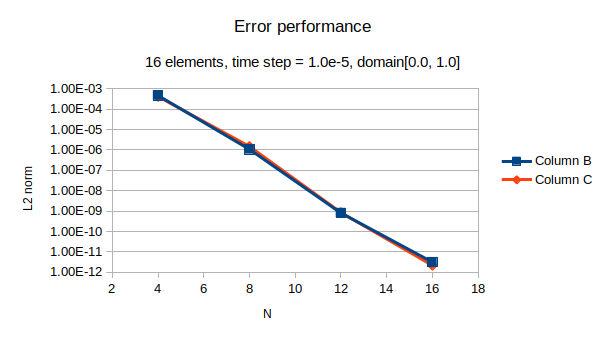 Error performance
16 elements, time step = 1.0e-5, domain[0.0, 1.0]
1.00E-03
1.00E-04
1.00E-05
1.00E-06
1.00E-07
1.00E-08
1.00E-09
1.00E-10
1.00E-11
1.00E-12
L2 norm
2 4 6 8 10 12 14 16 18
N
Column B
Column C